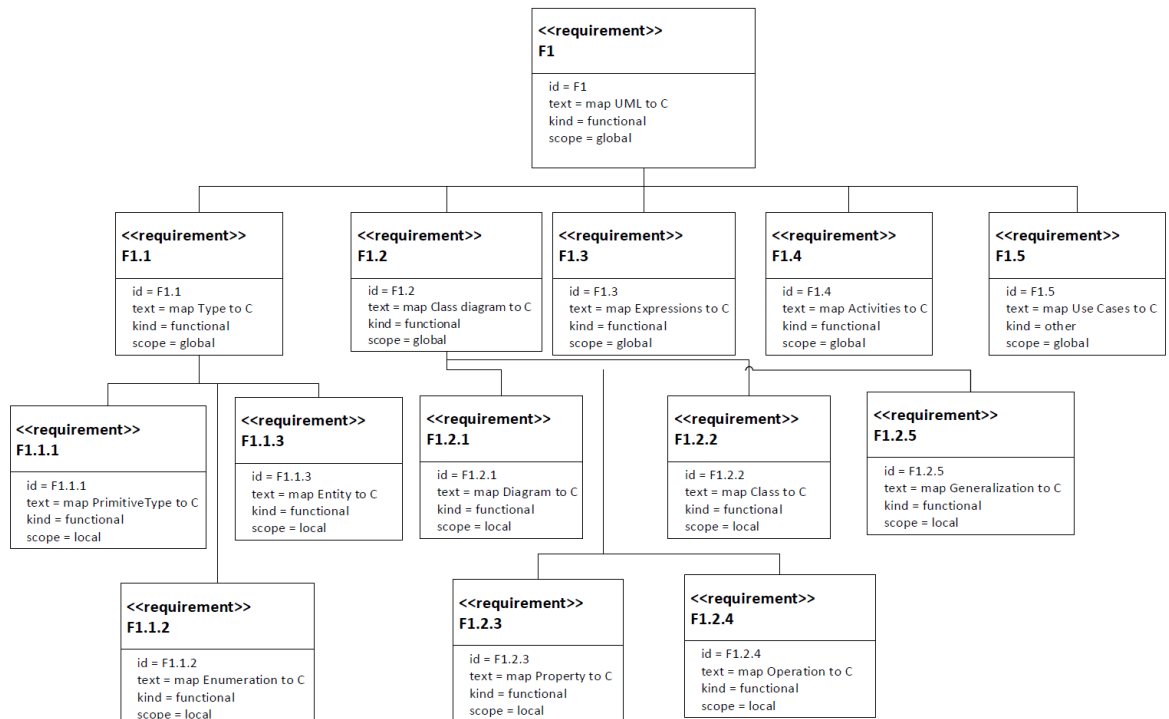 <<requirement>>
F1
id = F1
text = map UML to C
kind = functional
scope = global
<<requirement>>
F1.1
id = F1.1
text = map Type to C
kind = functional
scope = global
<<requirement>>
F1.2
id = F1.2
text = map Class diagram to C
kind = functional
scope = global
<<requirement>>
F1.3
id = F1.3
text = map Expressions to C
kind = functional
scope = global
<<requirement>>
F1.4
id = F1.4
text = map Activities to C
kind = functional
scope = global
<<requirement>>
F1.5
id = F1.5
text = map Use Cases to C
kind = other
scope = global
<<requirement>>
F1.1.1
id = F1.1.1
text = map PrimitiveType to C
kind = functional
scope = local
<<requirement>>
F1.1.3
id = F1.1.3
text = map Entity to C
kind = functional
scope = local
<<requirement>>
F1.2.1
id = F1.2.1
text = map Diagram to C
kind = functional
scope = local
<<requirement>>
F1.2.2
id = F1.2.2
text = map Class to C
kind = functional
scope = local
<<requirement>>
F1.2.5
id = F1.2.5
text = map Generalization to C
kind = functional
scope = local
<<requirement>>
F1.1.2
id = F1.1.2
text = map Enumeration to C
kind = functional
scope = local
<<requirement>>
F1.2.3
id = F1.2.3
text = map Property to C
kind = functional
scope = local
<<requirement>>
F1.2.4
id = F1.2.4
text = map Operation to C
kind = functional
scope = local